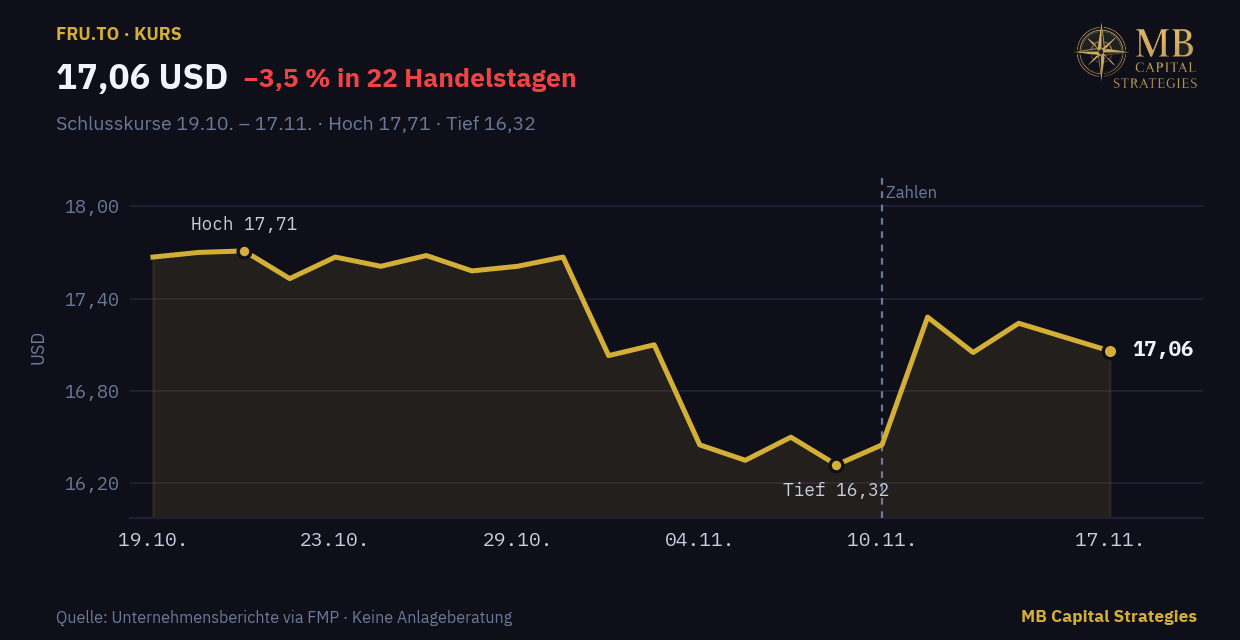 FRU.TO · KURS
17,06 USD −3,5 % in 22 Handelstagen
Schlusskurse 19.10. – 17.11. · Hoch 17,71 · Tief 16,32
MB
CAPITAL
STRATEGIES
Zahlen
18,00
Hoch 17,71
17,40
USD
17,06
16,80
16,20
Tief 16,32
19.10. 23.10. 29.10. 04.11. 10.11. 17.11.
Quelle: Unternehmensberichte via FMP · Keine Anlageberatung
MB Capital Strategies